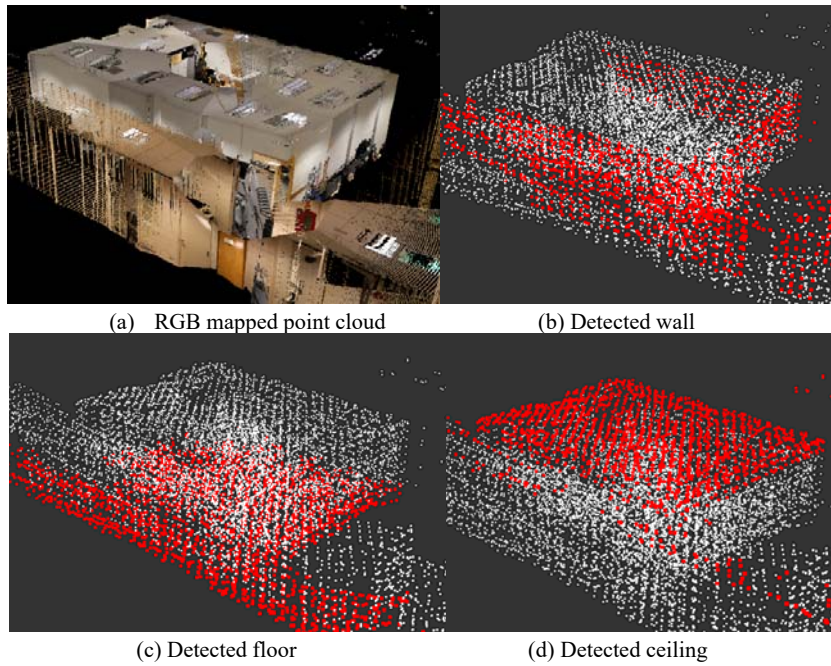 (a) RGB mapped point cloud
(b) Detected wall
(c) Detected floor
(d) Detected ceiling